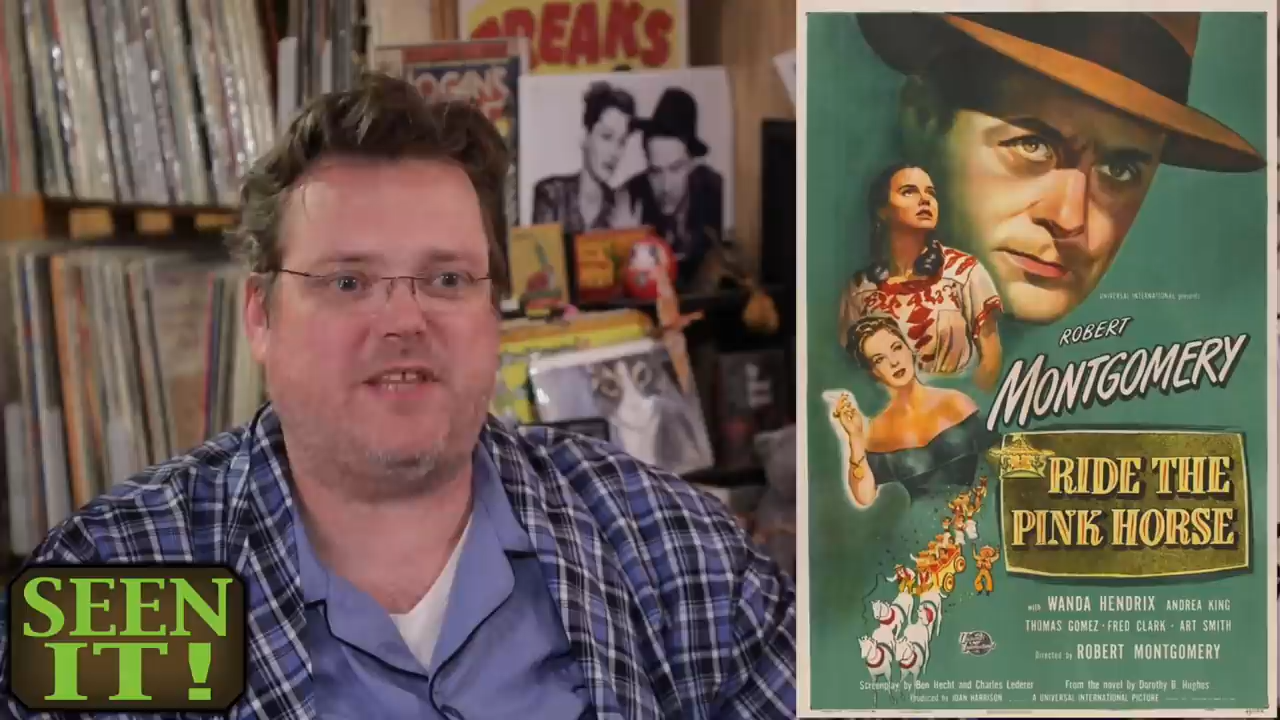 FREAKS
SEEN
IT!
UNIVERSAL INTERNATIONAL presents
ROBERT
MONTGOMERY
RIDE THE
PINK HORSE
with WANDA HENDRIX ANDREA KING
THOMAS GOMEZ · FRED CLARK · ART SMITH
Directed by ROBERT MONTGOMERY
Screenplay by Ben Hecht and Charles Lederer From the novel by Dorothy B. Hughes
Produced by JOAN HARRISON A UNIVERSAL INTERNATIONAL PICTURE